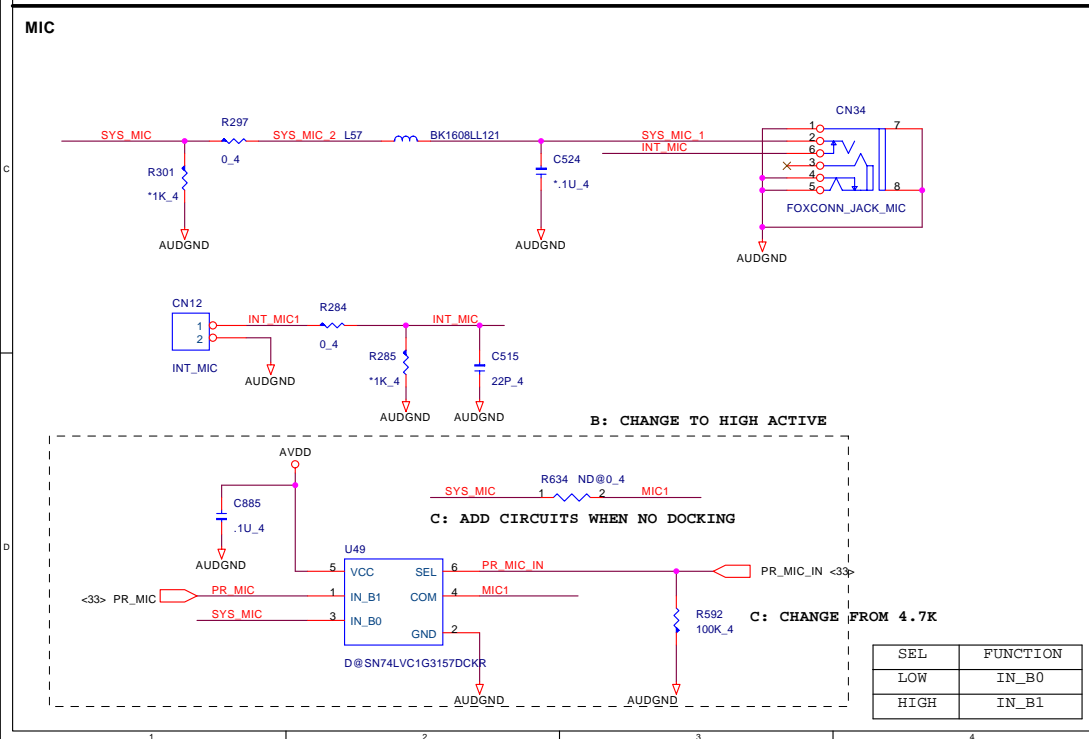 MIC
CN34
R297
SYS_MIC
SYS_MIC_2
L57
BK1608LL121
SYS_MIC_1
INT_MIC
0_4
1
2
6
3
4
5
7
8
C
R301
*1K_4
C524
*.1U_4
FOXCONN_JACK_MIC
AUDGND
AUDGND
AUDGND
CN12
R284
1
2
INT_MIC1
INT_MIC
0_4
R285
*1K_4
C515
22P_4
INT_MIC
AUDGND
AUDGND
AUDGND
B: CHANGE TO HIGH ACTIVE
AVDD
R634 ND@0_4
SYS_MIC
1
2
MIC1
C885
.1U_4
C: ADD CIRCUITS WHEN NO DOCKING
D
AUDGND
U49
5
VCC
SEL
6
PR_MIC_IN
PR_MIC_IN <33>
<33> PR_MIC
PR_MIC
1
IN_B1
COM
4
MIC1
SYS_MIC
3
IN_B0
GND
2
R592
100K_4
C: CHANGE FROM 4.7K
D@SN74LVC1G3157DCKR
AUDGND
AUDGND
SEL FUNCTION
LOW IN_B0
HIGH IN_B1
1
2
3
4